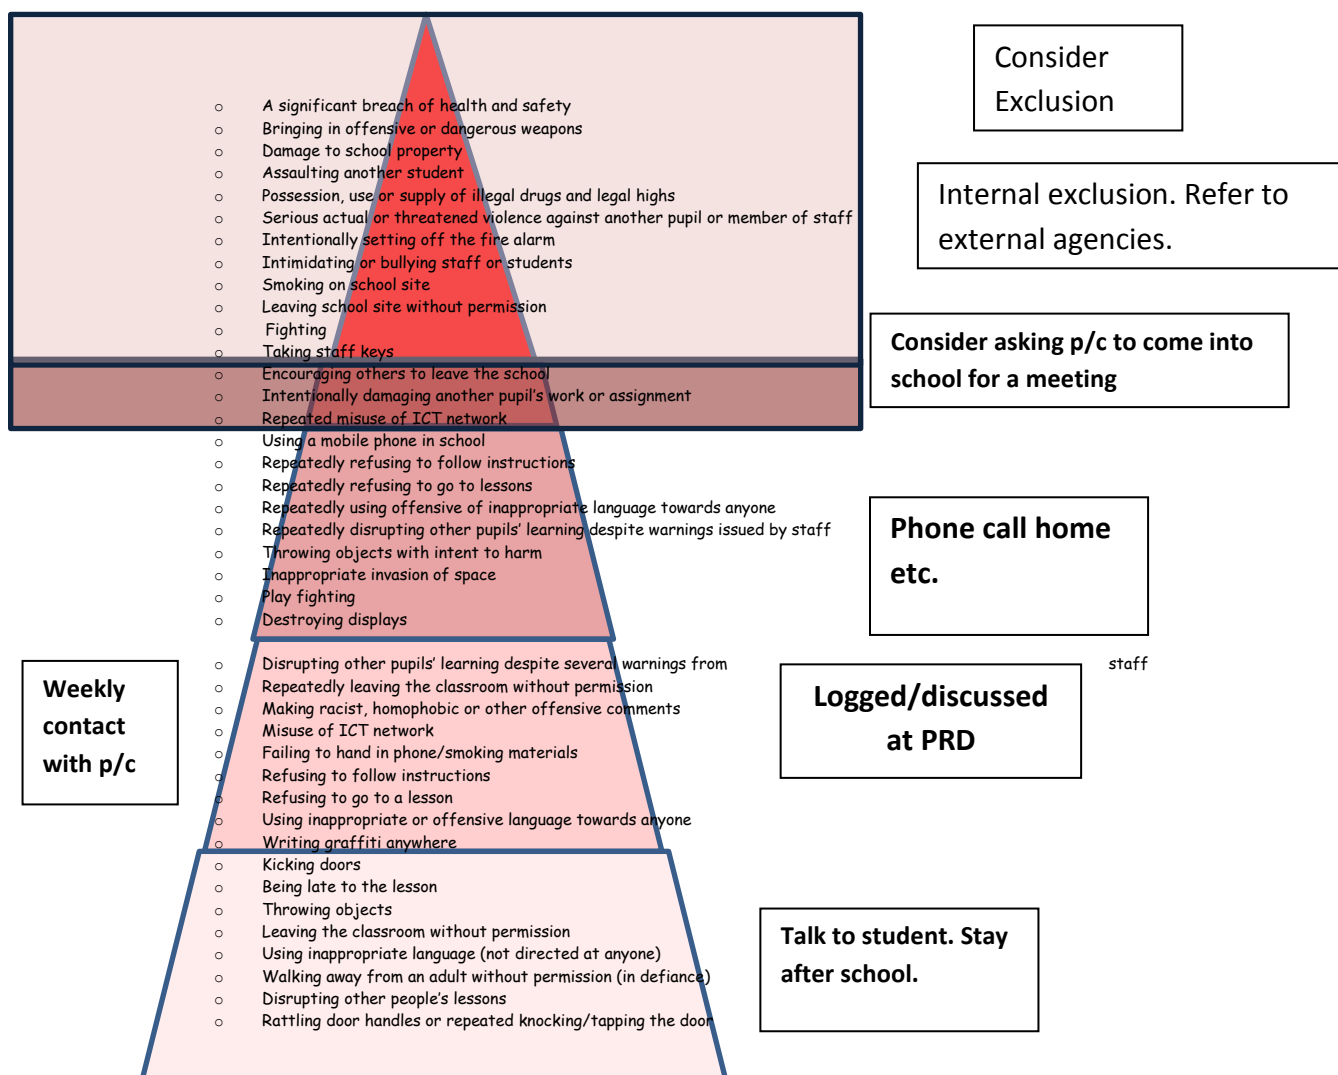 Consider
Exclusion
o A significant breach of health and safety
o Bringing in offensive or dangerous weapons
o Damage to school property
o Assaulting another student
o Possession, use or supply of illegal drugs and legal highs
o Serious actual or threatened violence against another pupil or member of staff
o Intentionally setting off the fire alarm
o Intimidating or bullying staff or students
o Smoking on school site
o Leaving school site without permission
o Fighting
o Taking staff keys
Internal exclusion. Refer to
external agencies.
Consider asking p/c to come into
school for a meeting
o Encouraging others to leave the school
o Intentionally damaging another pupil's work or assignment
o Repeated misuse of ICT network
o Using a mobile phone in school
o Repeatedly refusing to follow instructions
o Repeatedly refusing to go to lessons
o Repeatedly using offensive of inappropriate language towards anyone
o Repeatedly disrupting other pupils' learning despite warnings issued by staff
o Throwing objects with intent to harm
o Inappropriate invasion of space
o Play fighting
o Destroying displays
Phone call home
etc.
o Disrupting other pupils' learning despite several warnings from staff
o Repeatedly leaving the classroom without permission
o Making racist, homophobic or other offensive comments
o Misuse of ICT network
o Failing to hand in phone/smoking materials
o Refusing to follow instructions
o Refusing to go to a lesson
o Using inappropriate or offensive language towards anyone
o Writing graffiti anywhere
Weekly
contact
with p/c
Logged/discussed
at PRD
o Kicking doors
o Being late to the lesson
o Throwing objects
o Leaving the classroom without permission
o Using inappropriate language (not directed at anyone)
o Walking away from an adult without permission (in defiance)
o Disrupting other people's lessons
o Rattling door handles or repeated knocking/tapping the door
Talk to student. Stay
after school.